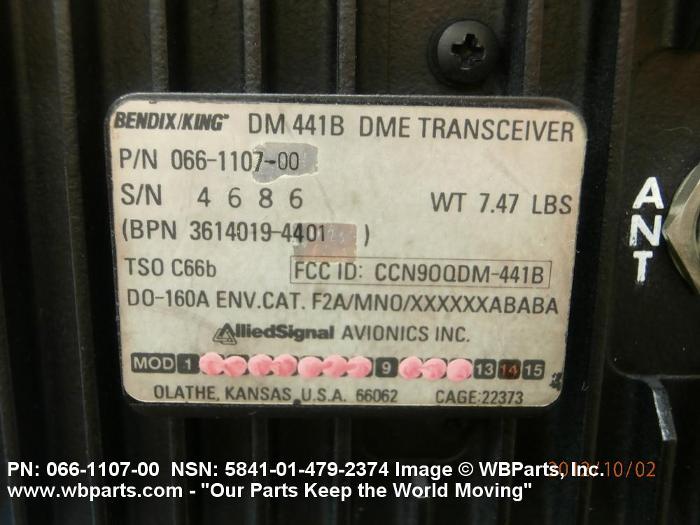 BENDIX/KING DM 441B DME TRANSCEIVER
P/N 066-1107-00
S/N 4686 WT 7.47 LBS
(BPN 3614019-4401 )
TSO C66b FCC ID: CCN9OQDM-441B
DO-160A ENV.CAT. F2A/MNO/XXXXXXABABA
AlliedSignal AVIONICS INC.
MOD 1 9 13 14 15
OLATHE, KANSAS, U.S.A. 66062 CAGE:22373
ANT
PN: 066-1107-00 NSN: 5841-01-479-2374 Image © WBParts, Inc.
www.wbparts.com - "Our Parts Keep the World Moving"